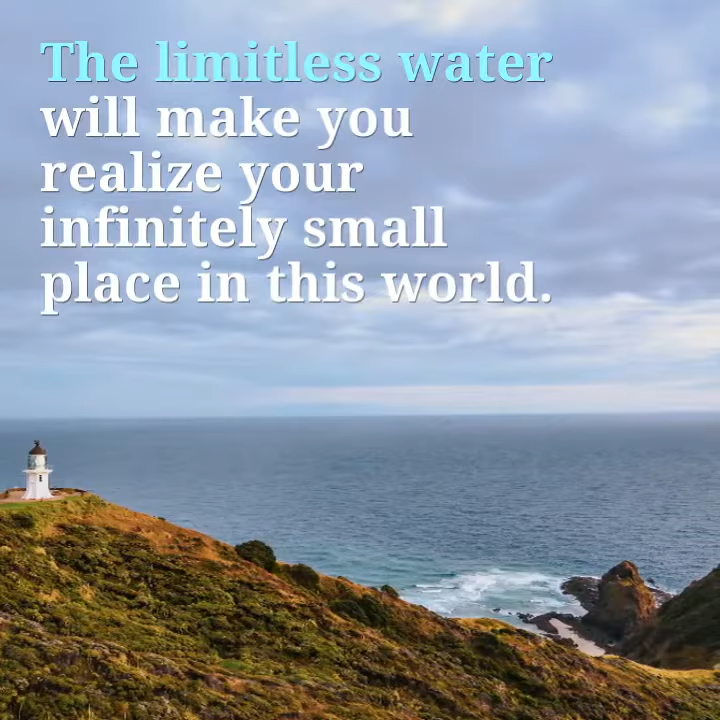 The limitless water
will make you
realize your
infinitely small
place in this world.